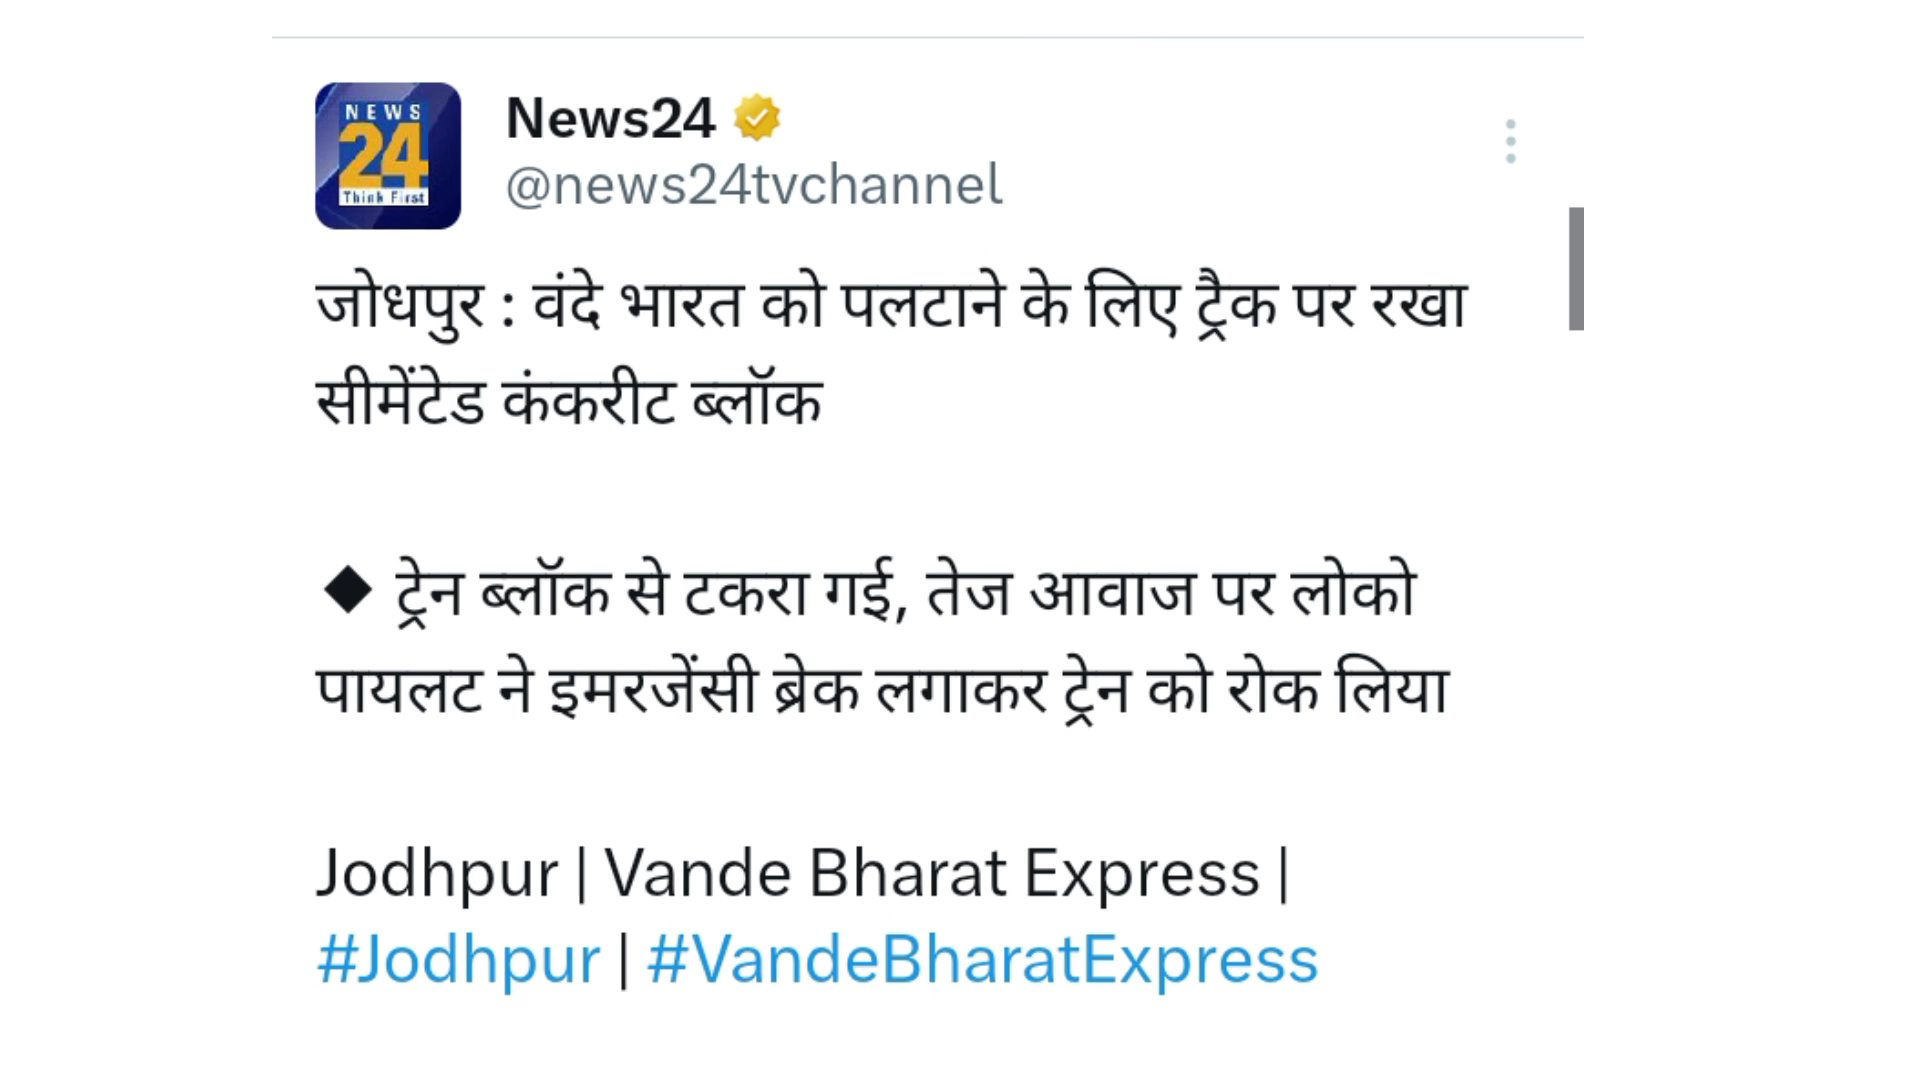 NEWS
24
Think First
News24
@news24tvchannel
जोधपुर : वंदे भारत को पलटाने के लिए ट्रैक पर रखा
सीमेंटेड कंकरीट ब्लॉक
◆ ट्रेन ब्लॉक से टकरा गई, तेज आवाज पर लोको
पायलट ने इमरजेंसी ब्रेक लगाकर ट्रेन को रोक लिया
Jodhpur | Vande Bharat Express |
#Jodhpur | #VandeBharatExpress